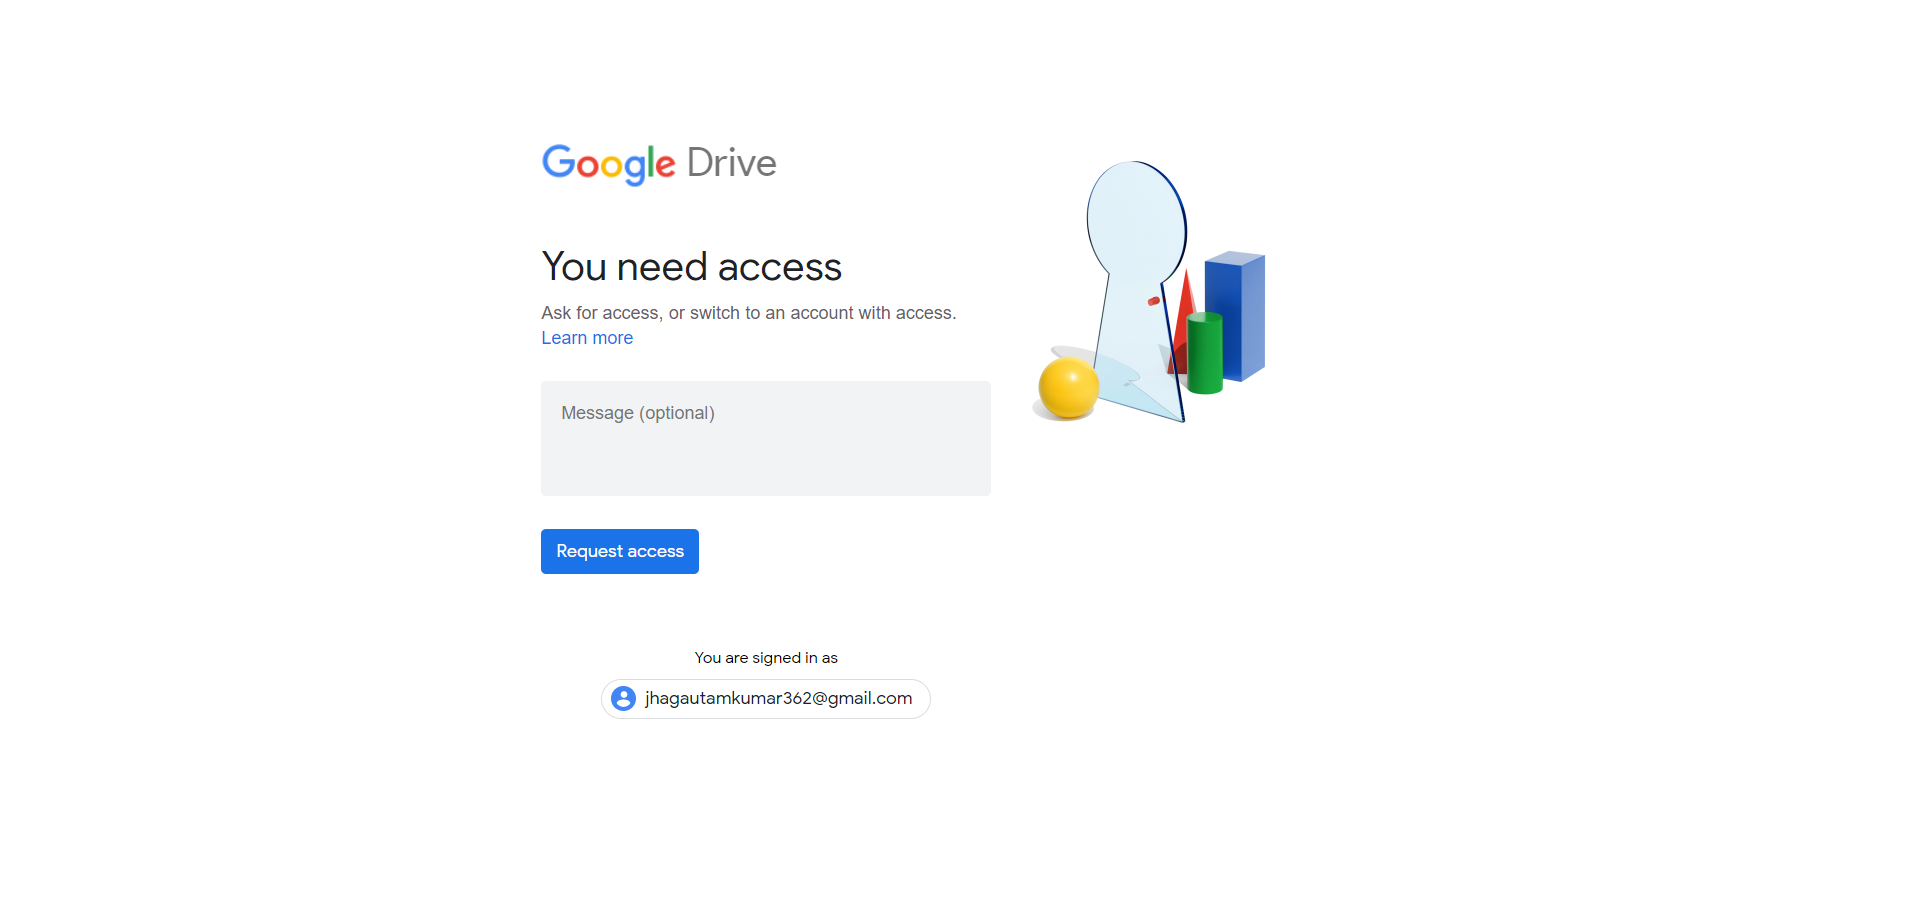 Google Drive
You need access
Ask for access, or switch to an account with access.
Learn more
Message (optional)
Request access
You are signed in as
jhagautamkumar362@gmail.com